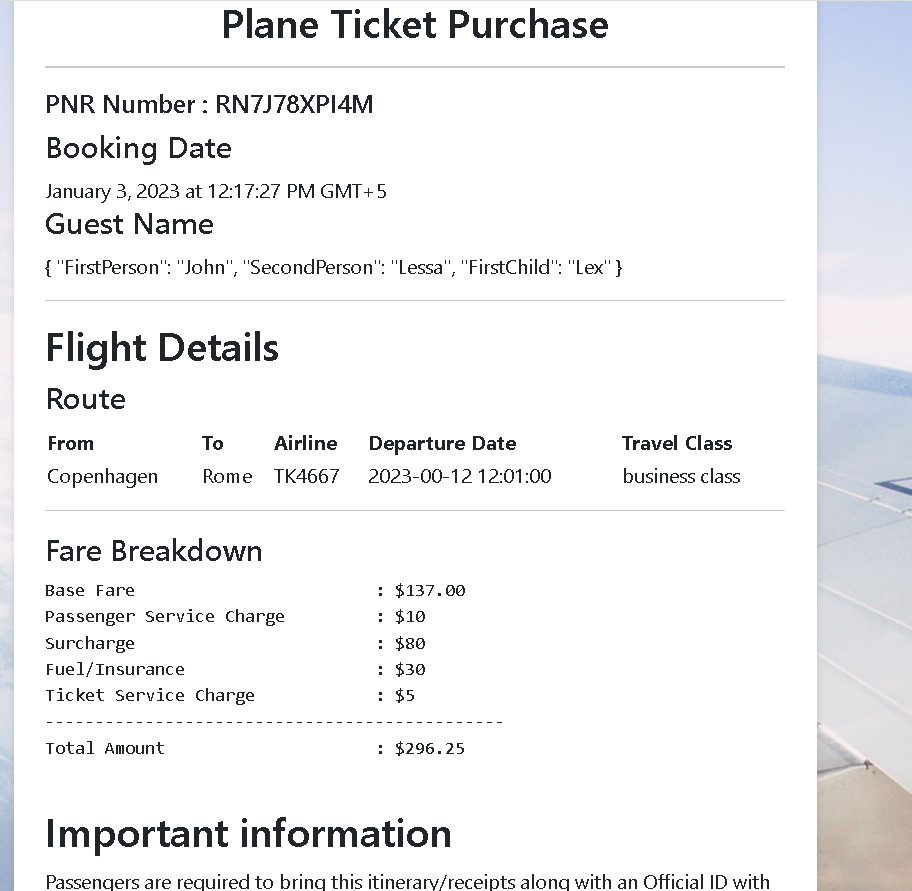 Plane Ticket Purchase
PNR Number : RN7J78XPI4M
Booking Date
January 3, 2023 at 12:17:27 PM GMT+5
Guest Name
{ "FirstPerson": "John", "SecondPerson": "Lessa", "FirstChild": "Lex" }
Flight Details
Route
From To Airline Departure Date Travel Class
Copenhagen Rome TK4667 2023-00-12 12:01:00 business class
Fare Breakdown
Base Fare : $137.00
Passenger Service Charge : $10
Surcharge : $80
Fuel/Insurance : $30
Ticket Service Charge : $5
----------------------------------------------
Total Amount : $296.25
Important information
Passengers are required to bring this itinerary/receipts along with an Official ID with